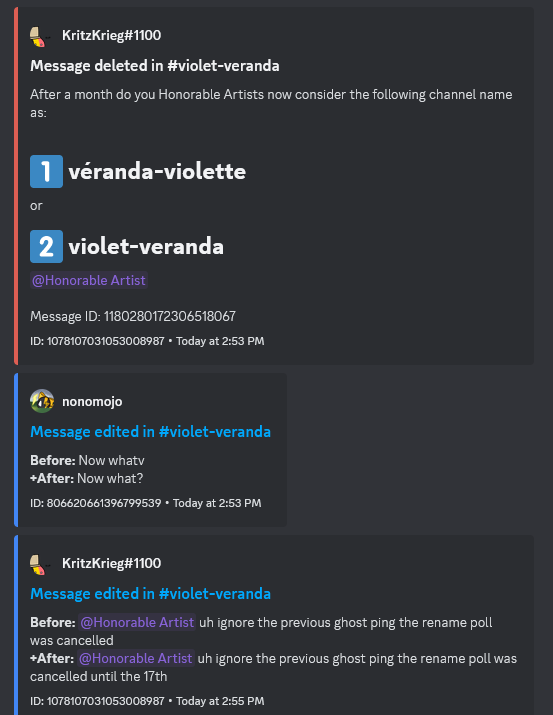 KritzKrieg#1100
Message deleted in #violet-veranda
After a month do you Honorable Artists now consider the following channel name
as:
1 véranda-violette
or
2 violet-veranda
@Honorable Artist
Message ID: 1180280172306518067
ID: 1078107031053008987 • Today at 2:53 PM
nonomojo
Message edited in #violet-veranda
Before: Now whatv
+After: Now what?
ID: 806620661396799539 • Today at 2:53 PM
KritzKrieg#1100
Message edited in #violet-veranda
Before: @Honorable Artist uh ignore the previous ghost ping the rename poll
was cancelled
+After: @Honorable Artist uh ignore the previous ghost ping the rename poll was
cancelled until the 17th
ID: 1078107031053008987 • Today at 2:55 PM